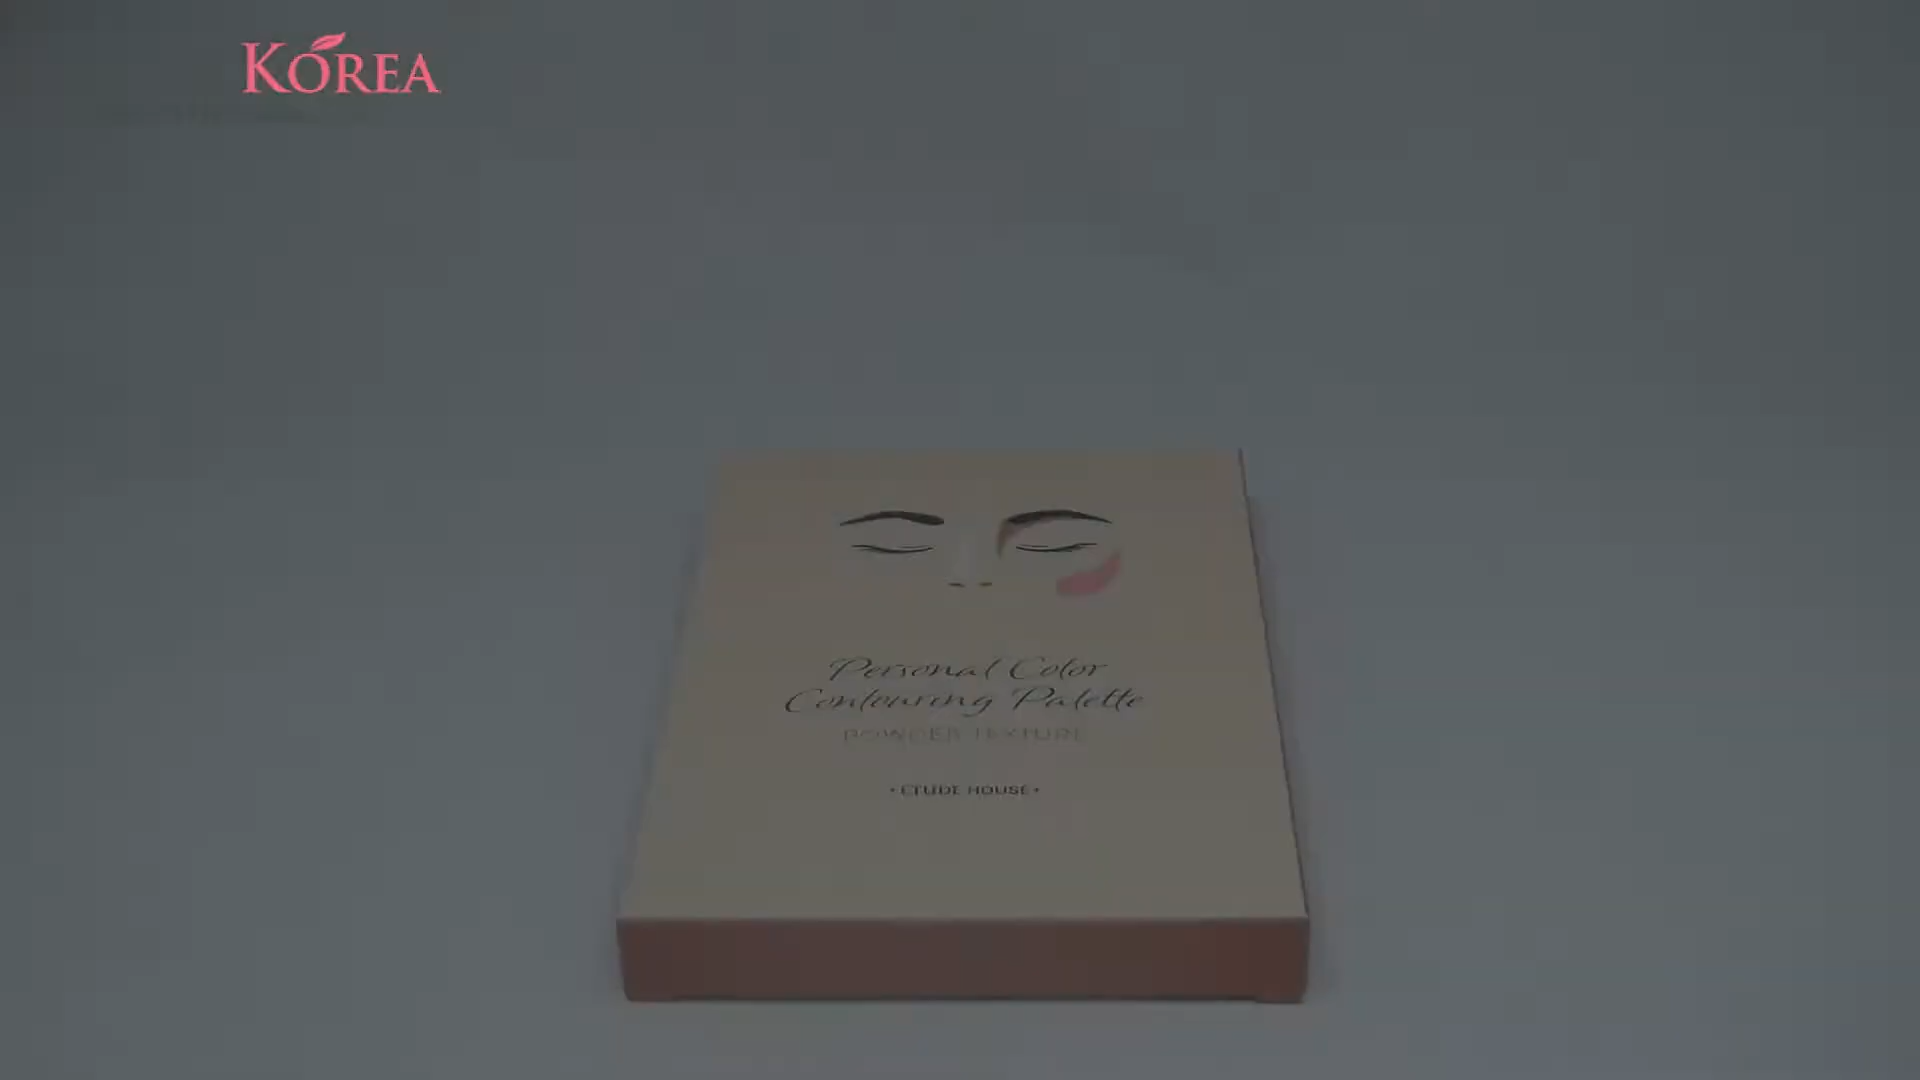 KOREA
Personal Color
Contouring Palette
POWDER TEXTURE
• ETUDE HOUSE •